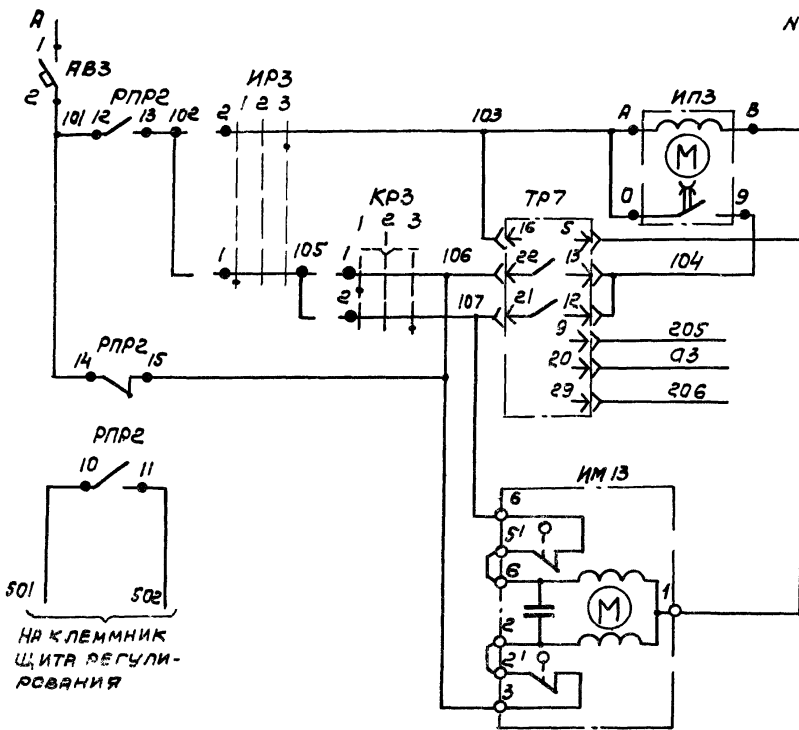 А
N
1
АВ3
2
РПР2
101
12
13
102
ИР3
1 2 3
2
103
ИП3
А
В
М
О
9
КР3
1 2 3
1
105
1
2
106
107
ТР7
16
5
22
13
104
21
12
9
205
20
а3
29
206
РПР2
14
15
РПР2
10
11
501
502
НА КЛЕММНИК
ЩИТА РЕГУЛИ-
РОВАНИЯ
ИМ 13
6
5'
6
М
1
2
2'
3